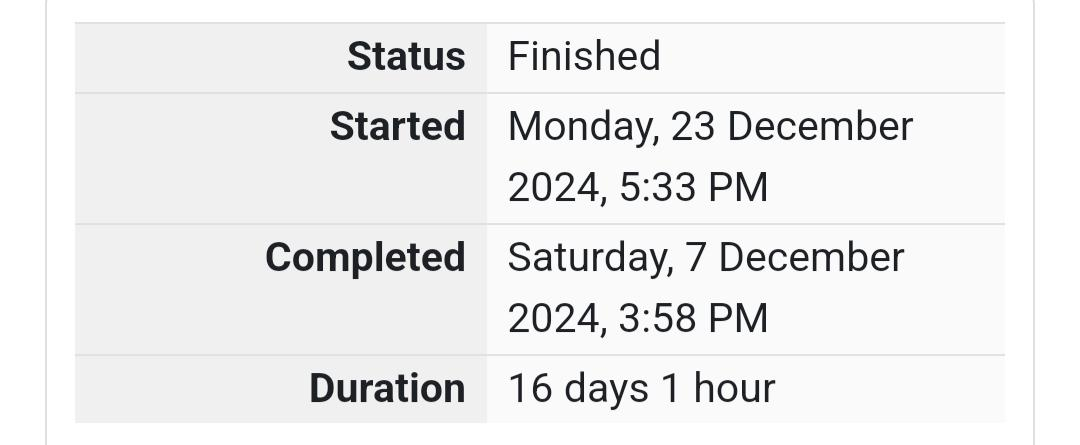 Status Finished
Started Monday, 23 December
2024, 5:33 PM
Completed Saturday, 7 December
2024, 3:58 PM
Duration 16 days 1 hour